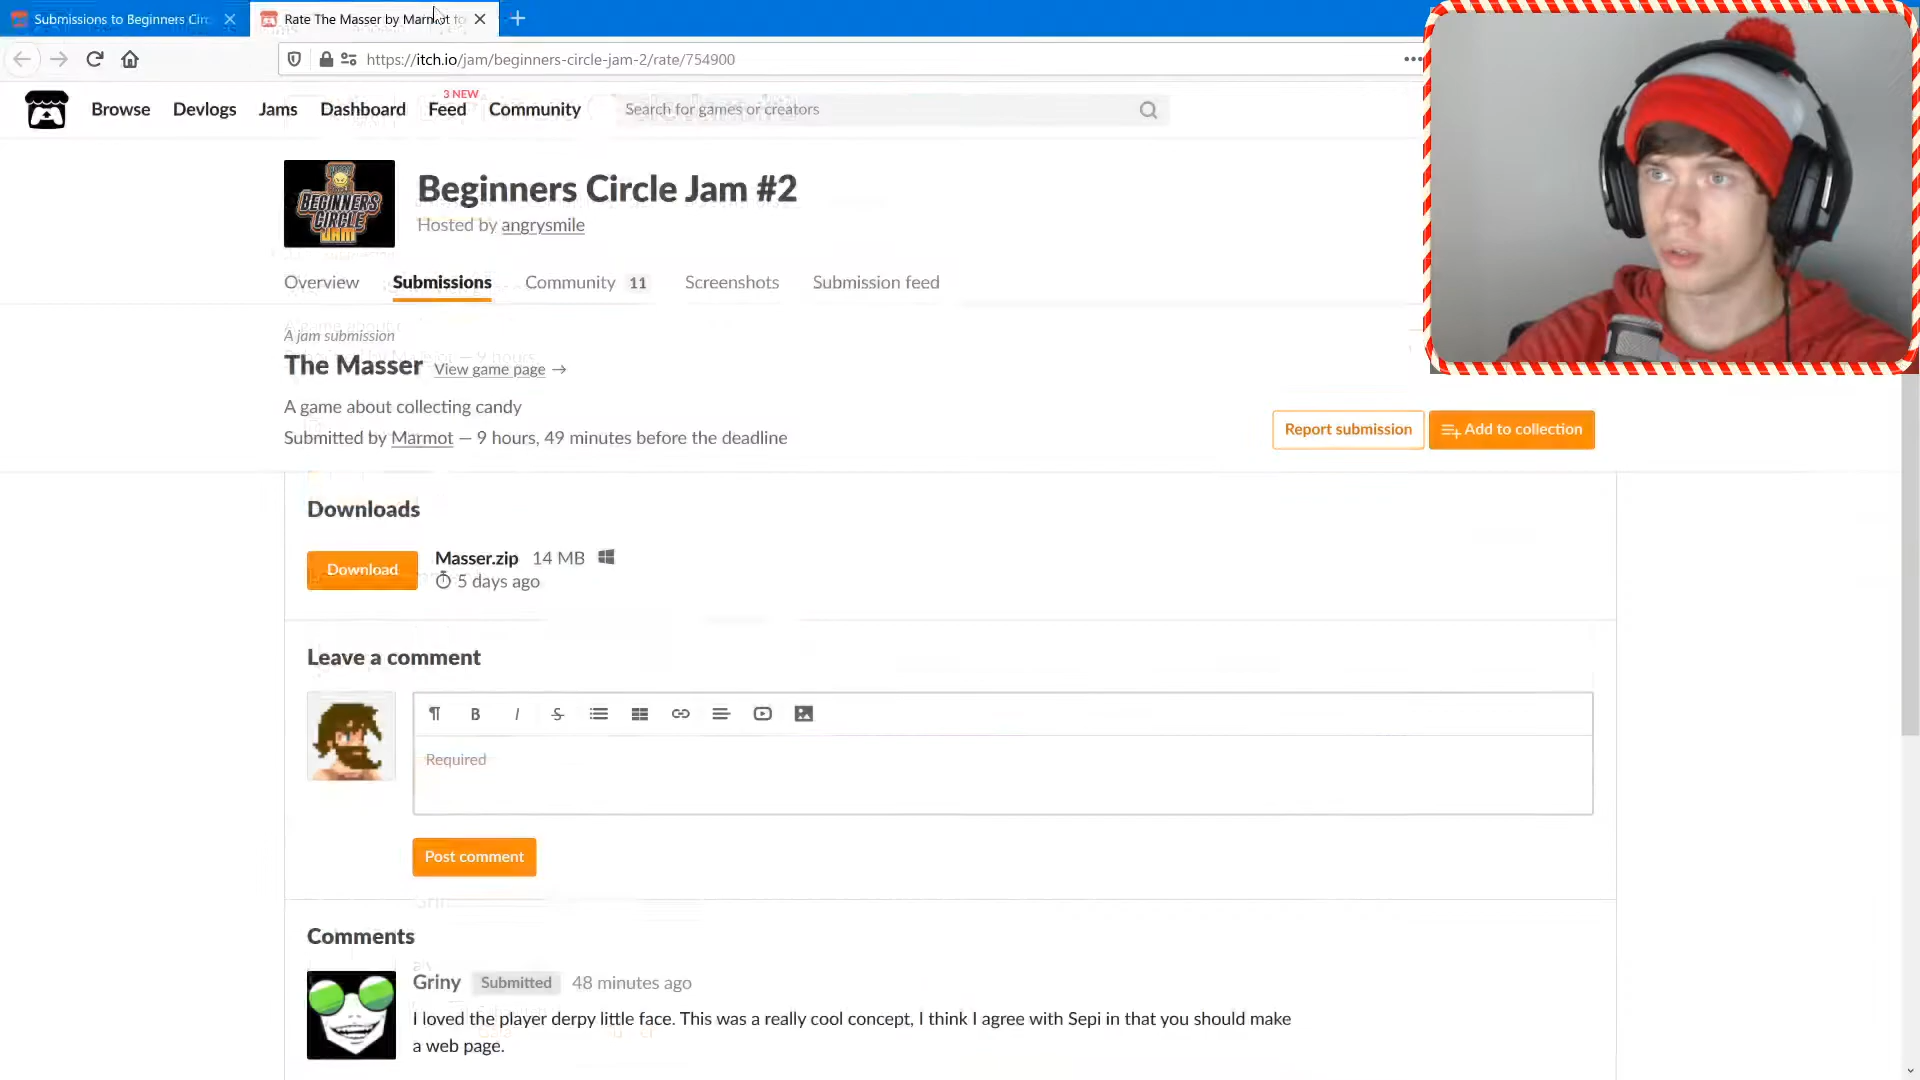 Submissions to Beginners Circ
Rate The Masser by Marmot fo
https://itch.io/jam/beginners-circle-jam-2/rate/754900
3 NEW
Browse Devlogs Jams Dashboard Feed Community Search for games or creators
BEGINNERS CIRCLE JAM
Beginners Circle Jam #2
Hosted by angrysmile
Overview Submissions Community 11 Screenshots Submission feed
A jam submission
The Masser View game page →
A game about collecting candy
Submitted by Marmot — 9 hours, 49 minutes before the deadline
Report submission Add to collection
Downloads
Download Masser.zip 14 MB
5 days ago
Leave a comment
Required
Post comment
Comments
Griny Submitted 48 minutes ago
I loved the player derpy little face. This was a really cool concept, I think I agree with Sepi in that you should make
a web page.